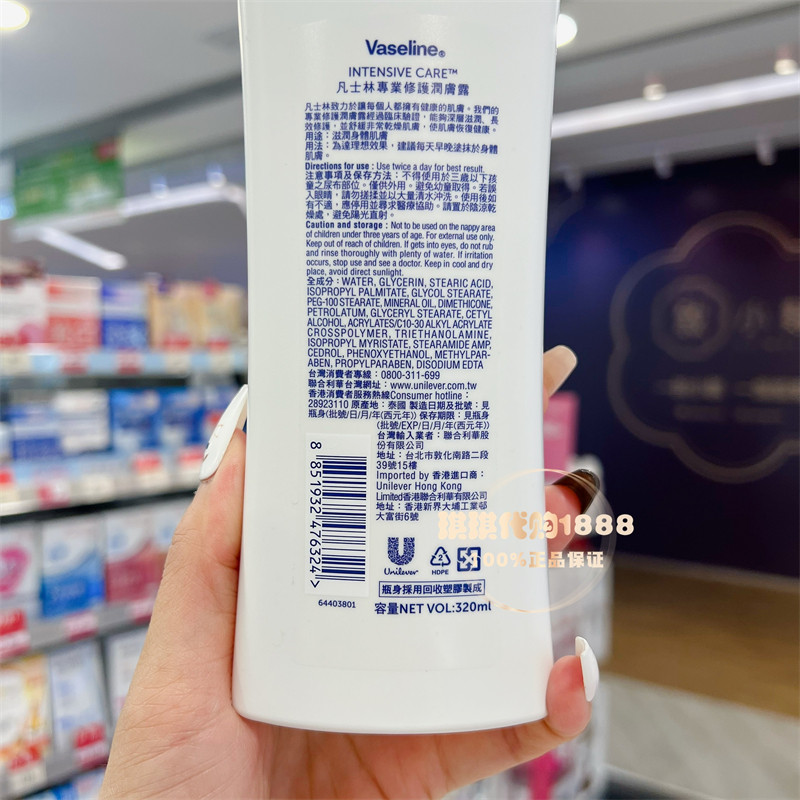 Vaseline®
INTENSIVE CARE™
凡士林專業修護潤膚露
凡士林致力於讓每個人都擁有健康的肌膚。我們的
專業修護潤膚露經過臨床驗證，能夠深層滋潤、長
效修護，並舒緩非常乾燥肌膚，使肌膚恢復健康。
用途：滋潤身體肌膚
用法：為達理想效果，建議每天早晚塗抹於身體
肌膚。
Directions for use : Use twice a day for best result.
注意事項及保存方法：不得使用於三歲以下孩
童之尿布部位。僅供外用。避免幼童取得。若誤
入眼睛，請勿搓揉並以大量清水沖洗。使用後如
有不適，應停用並尋求醫療協助。請置於陰涼乾
燥處，避免陽光直射。
Caution and storage : Not to be used on the nappy area
of children under three years of age. For external use only.
Keep out of reach of children. If gets into eyes, do not rub
and rinse thoroughly with plenty of water. If irritation
occurs, stop use and see a doctor. Keep in cool and dry
place, avoid direct sunlight.
全成分：WATER, GLYCERIN, STEARIC ACID,
ISOPROPYL PALMITATE, GLYCOL STEARATE,
PEG-100 STEARATE, MINERAL OIL, DIMETHICONE,
PETROLATUM, GLYCERYL STEARATE, CETYL
ALCOHOL, ACRYLATES/C10-30 ALKYL ACRYLATE
CROSSPOLYMER, TRIETHANOLAMINE,
ISOPROPYL MYRISTATE, STEARAMIDE AMP,
CEDROL, PHENOXYETHANOL, METHYLPAR-
ABEN, PROPYLPARABEN, DISODIUM EDTA
台灣消費者專線：0800-311-699
聯合利華台灣網址：www.unilever.com.tw
香港消費者服務熱線Consumer hotline :
28923110 原產地：泰國 製造日期及批號：見
瓶身(批號/日/月/年(西元年)) 保存期限：見瓶身
(批號/EXP/日/月/年(西元年))
台灣輸入業者：聯合利華股
份有限公司
地址：台北市敦化南路二段
39號15樓
Imported by 香港進口商：
Unilever Hong Kong
Limited香港聯合利華有限公司
地址：香港新界大埔工業邨
大富街6號
8 851932 476324 >
64403801
Unilever
2
HDPE
瓶身採用回收塑膠製成
容量NET VOL:320ml
代购1888
00%正品保证
小